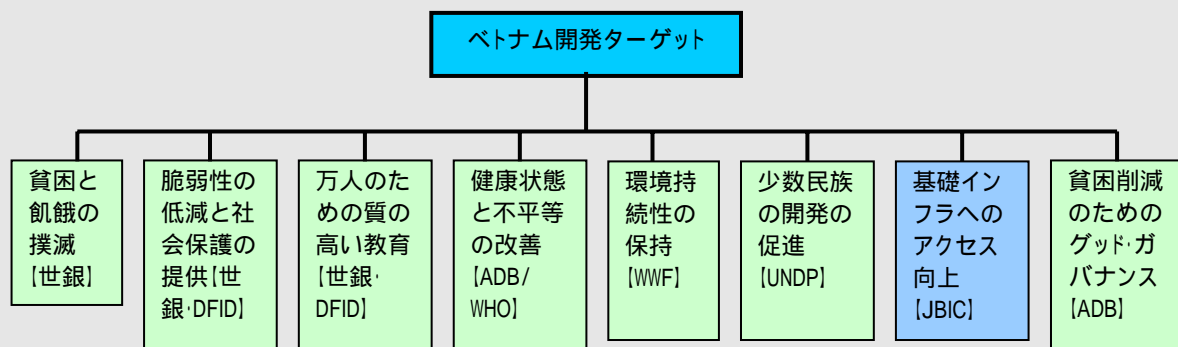 ベトナム開発ターゲット
貧困と
飢餓の
撲滅
[世銀]
脆弱性の
低減と社
会保護の
提供[世
銀・DFID]
万人のた
めの質の
高い教育
[世銀・
DFID]
健康状態
と不平等
の改善
[ADB/
WHO]
環境持
続性の
保持
[WWF]
少数民族
の開発の
促進
[UNDP]
基礎イン
フラへの
アクセス
向上
[JBIC]
貧困削減
のための
グッド・ガ
バナンス
[ADB]